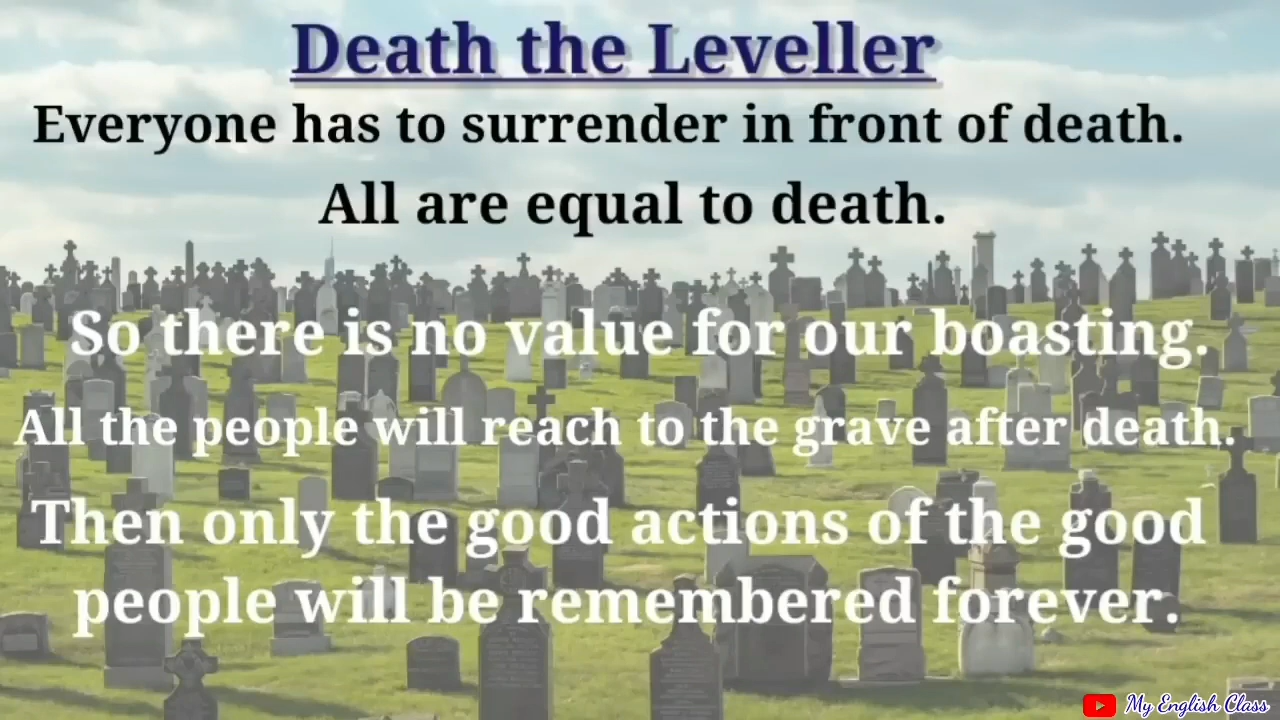 Death the Leveller
Everyone has to surrender in front of death.
All are equal to death.
So there is no value for our boasting.
All the people will reach to the grave after death.
Then only the good actions of the good
people will be remembered forever.
My English Class